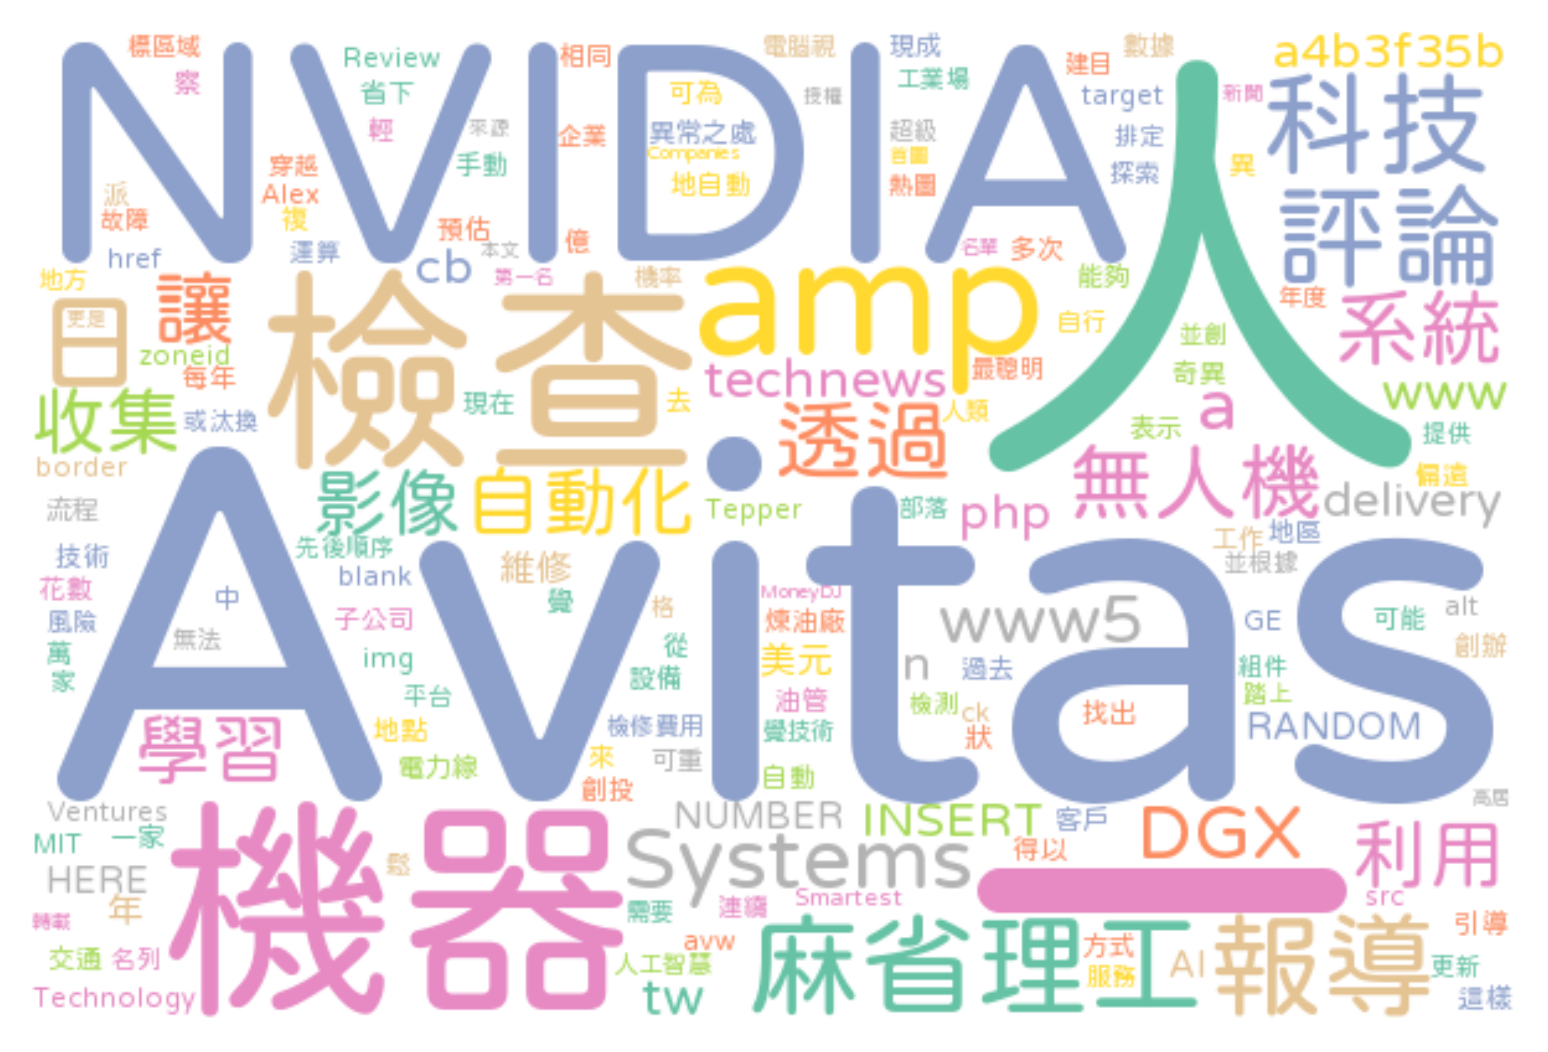 NVIDIA
人
科技
評論
a4b3f35b
標區域
察
Review
省下
輕
相同
電腦視
現成
數據
建目
工業場
target
新聞
可為
授權
來源
企業
異常之處
Companies
地自動
手動
超級
首圖
熱圖
排定
探索
異
穿越
Alex
複
派
故障
href
運算
預估
本文
億
cb
第一名
機率
名單
多次
能夠
年度
地方
日
更是
讓
檢查
amp
自行
系統
zoneid
每年
technews
最聰明
並創
奇異
a
www
收集
或汰換
現在
去
透過
人類
表示
提供
border
影像
自動化
無人機
偏遠
delivery
流程
Tepper
部落
php
工作
地區
並根據
技術
先後順序
維修
Avitas
花數
blank
中
覺
MoneyDJ
格
風險
無法
子公司
煉油廠
www5
GE
可能
alt
萬
家
img
從
美元
n
過去
組件
創辦
平台
設備
油管
檢測
ck
踏上
學習
地點
檢修費用
覺技術
狀
找出
RANDOM
電力線
來
可重
自動
創投
高居
Ventures
NUMBER
INSERT
客戶
DGX
利用
MIT
一家
機器
Systems
得以
HERE
鬆
一
Smartest
src
年
轉載
需要
連續
麻省理工
報導
引導
交通
名列
avw
方式
人工智慧
服務
AI
更新
Technology
tw
這樣